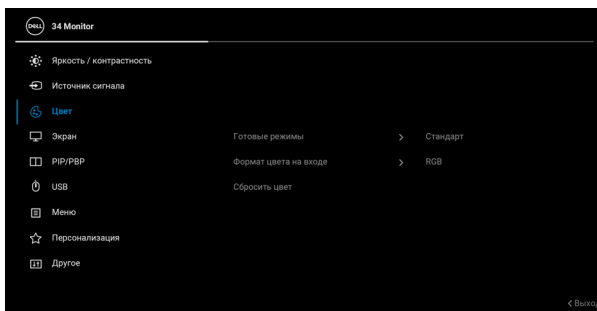 DELL 34 Monitor
Яркость / контрастность
Источник сигнала
Цвет
Экран Готовые режимы > Стандарт
PIP/PBP Формат цвета на входе > RGB
USB Сбросить цвет
Меню
Персонализация
Другое
< Выход